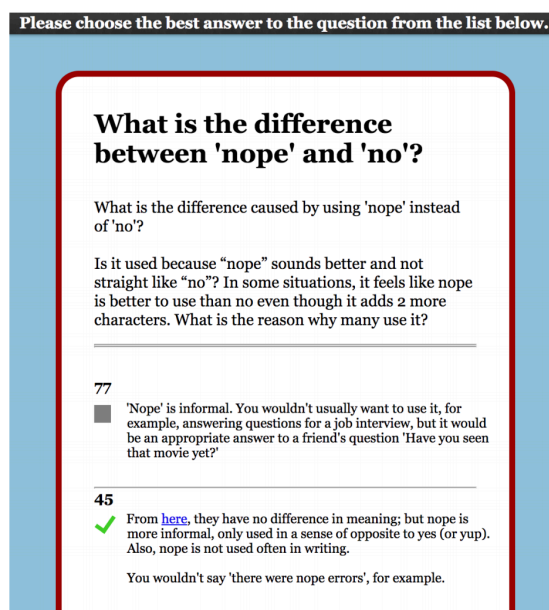 Please choose the best answer to the question from the list below.
What is the difference
between 'nope' and 'no'?
What is the difference caused by using 'nope' instead
of 'no'?
Is it used because “nope” sounds better and not
straight like “no”? In some situations, it feels like nope
is better to use than no even though it adds 2 more
characters. What is the reason why many use it?
77
'Nope' is informal. You wouldn't usually want to use it, for
example, answering questions for a job interview, but it would
be an appropriate answer to a friend's question 'Have you seen
that movie yet?'
45
From here, they have no difference in meaning; but nope is
more informal, only used in a sense of opposite to yes (or yup).
Also, nope is not used often in writing.
You wouldn't say 'there were nope errors', for example.